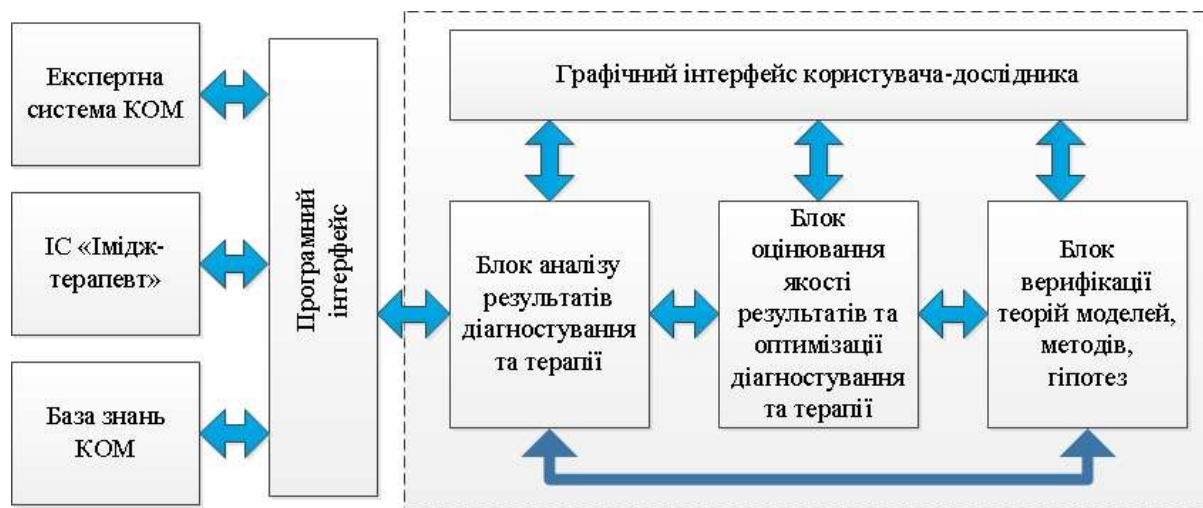 Експертна
система КОМ
ІС «Імідж-
терапевт»
База знань
КОМ
Програмний
інтерфейс
Графічний інтерфейс користувача-дослідника
Блок аналізу
результатів
діагностування
та терапії
Блок
оцінювання
якості
результатів та
оптимізації
діагностування
та терапії
Блок
верифікації
теорій моделей,
методів,
гіпотез